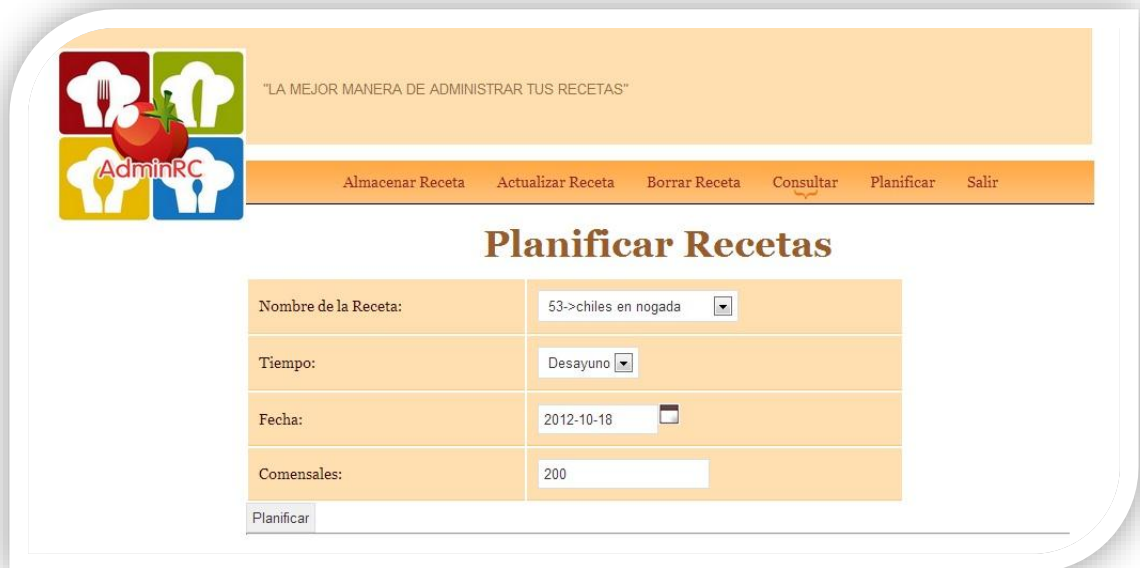 "LA MEJOR MANERA DE ADMINISTRAR TUS RECETAS"
AdminRC
Almacenar Receta Actualizar Receta Borrar Receta Consultar Planificar Salir
Planificar Recetas
Nombre de la Receta: 53->chiles en nogada
Tiempo: Desayuno
Fecha: 2012-10-18
Comensales: 200
Planificar